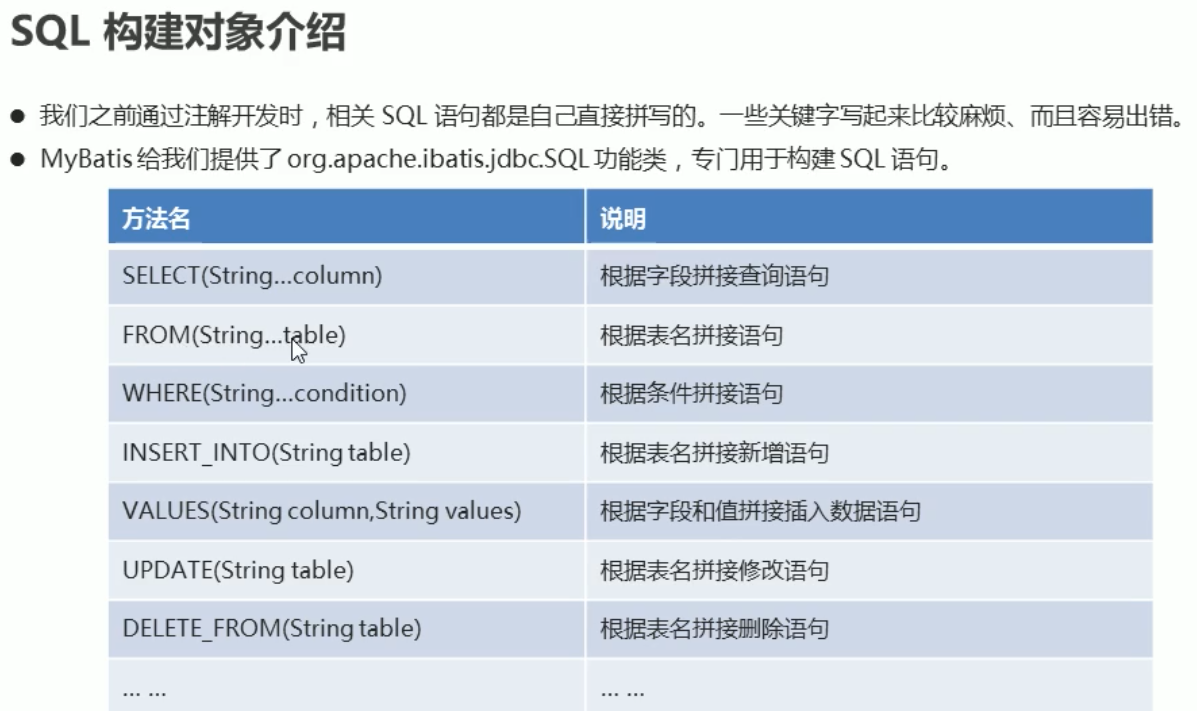 SQL 构建对象介绍
● 我们之前通过注解开发时，相关 SQL 语句都是自己直接拼写的。一些关键字写起来比较麻烦、而且容易出错。
● MyBatis 给我们提供了 org.apache.ibatis.jdbc.SQL 功能类，专门用于构建 SQL 语句。
方法名 说明
SELECT(String...column) 根据字段拼接查询语句
FROM(String...table) 根据表名拼接语句
WHERE(String...condition) 根据条件拼接语句
INSERT_INTO(String table) 根据表名拼接新增语句
VALUES(String column,String values) 根据字段和值拼接插入数据语句
UPDATE(String table) 根据表名拼接修改语句
DELETE_FROM(String table) 根据表名拼接删除语句
... ... ... ...